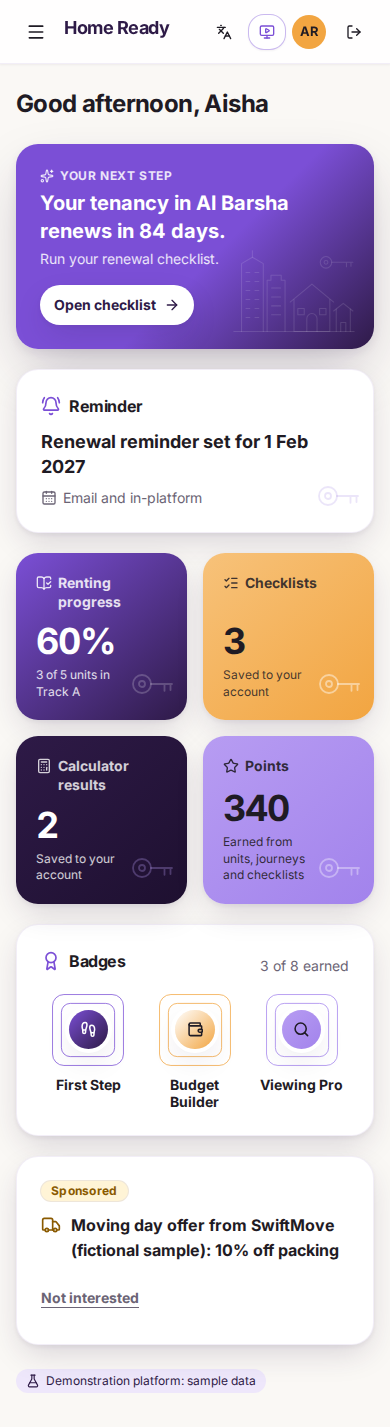 Home Ready
AR
Good afternoon, Aisha
YOUR NEXT STEP
Your tenancy in Al Barsha
renews in 84 days.
Run your renewal checklist.
Open checklist
Reminder
Renewal reminder set for 1 Feb
2027
Email and in-platform
Renting
progress
60%
3 of 5 units in
Track A
Checklists
3
Saved to your
account
Calculator
results
2
Saved to your
account
Points
340
Earned from
units, journeys
and checklists
Badges
3 of 8 earned
First Step
Budget
Builder
Viewing Pro
Sponsored
Moving day offer from SwiftMove
(fictional sample): 10% off packing
Not interested
Demonstration platform: sample data